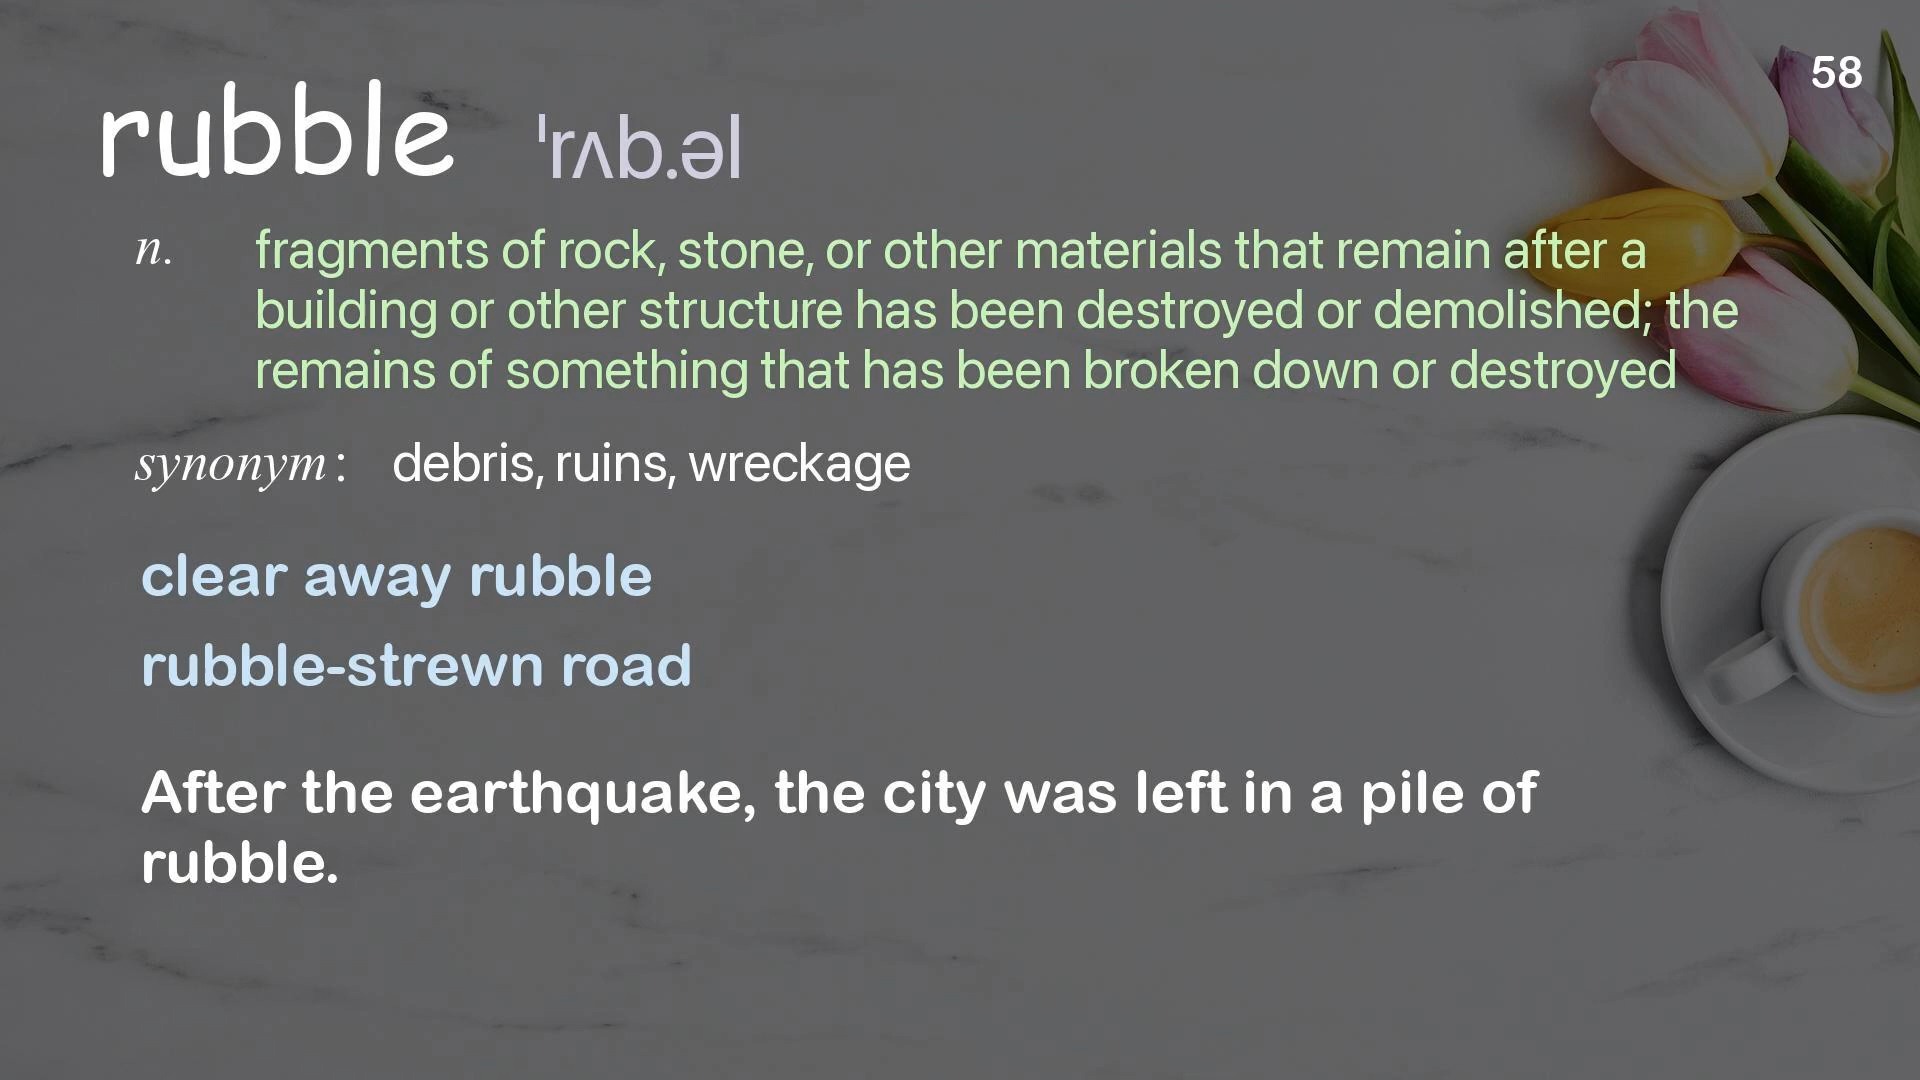 58
rubble ˈrʌb.əl
n. fragments of rock, stone, or other materials that remain after a
building or other structure has been destroyed or demolished; the
remains of something that has been broken down or destroyed
synonym: debris, ruins, wreckage
clear away rubble
rubble-strewn road
After the earthquake, the city was left in a pile of
rubble.